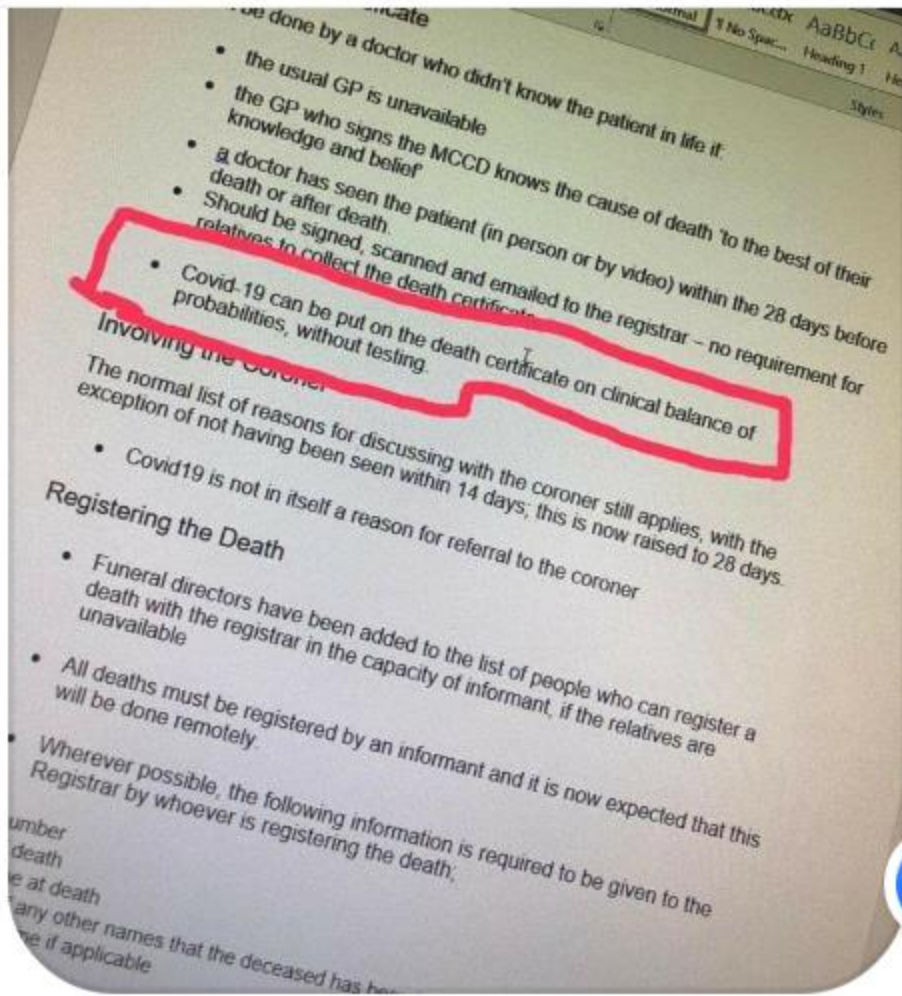 be done by a doctor who didn't know the patient in life if:
• the usual GP is unavailable
• the GP who signs the MCCD knows the cause of death 'to the best of their
knowledge and belief'
• a doctor has seen the patient (in person or by video) within the 28 days before
death or after death.
• Should be signed, scanned and emailed to the registrar – no requirement for
relatives to collect the death certificate
• Covid-19 can be put on the death certificate on clinical balance of
probabilities, without testing.
Involving the Coroner
The normal list of reasons for discussing with the coroner still applies, with the
exception of not having been seen within 14 days; this is now raised to 28 days.
• Covid19 is not in itself a reason for referral to the coroner
Registering the Death
• Funeral directors have been added to the list of people who can register a
death with the registrar in the capacity of informant, if the relatives are
unavailable
• All deaths must be registered by an informant and it is now expected that this
will be done remotely.
• Wherever possible, the following information is required to be given to the
Registrar by whoever is registering the death;
death
at death
any other names that the deceased has
if applicable
1 No Spac...
AaBbCc
Heading 1
Styles